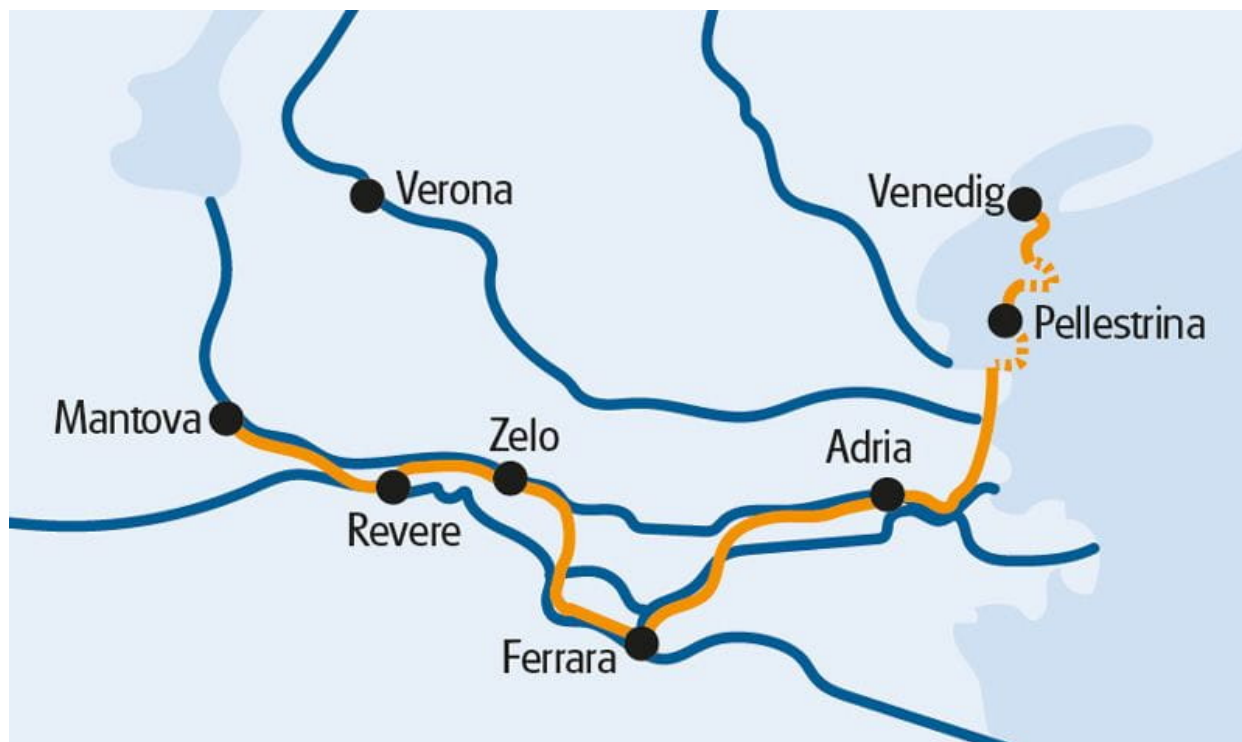 Verona
Venedig
Pellestrina
Mantova
Zelo
Adria
Revere
Ferrara